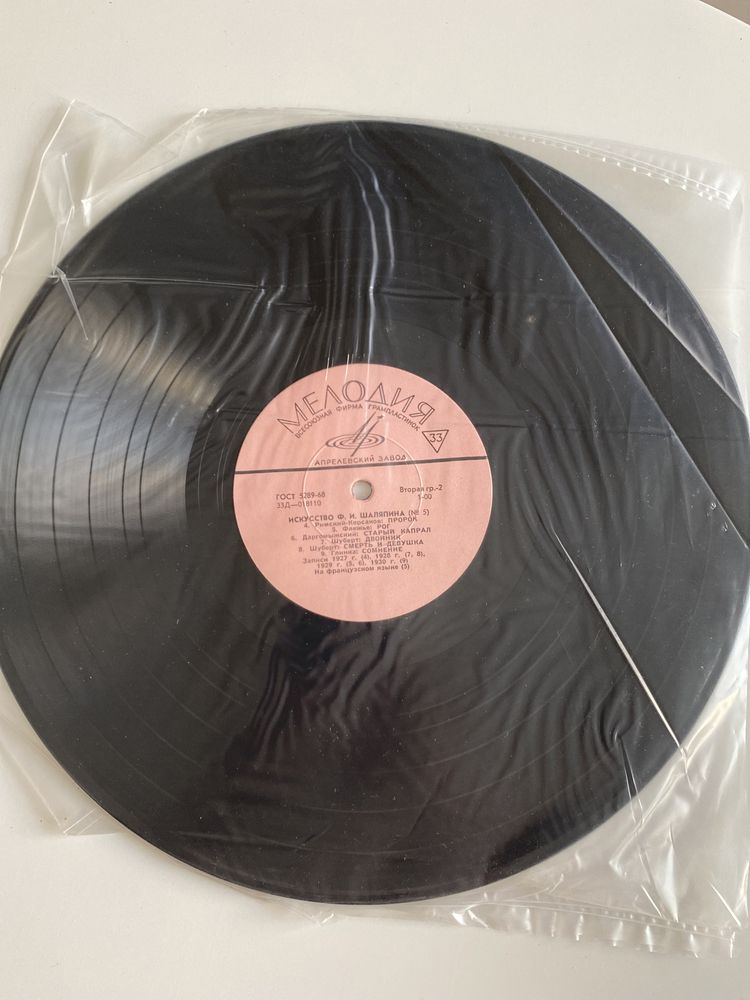 МЕЛОДИЯ
ВСЕСОЮЗНАЯ ФИРМА ГРАМПЛАСТИНОК
33
АПРЕЛЕВСКИЙ ЗАВОД
ГОСТ 5289-68 Вторая гр.-2
33Д—018110 1-00
ИСКУССТВО Ф. И. ШАЛЯПИНА (№ 5)
4. Римский-Корсаков: ПРОРОК
5. Флежье: РОГ
6. Даргомыжский: СТАРЫЙ КАПРАЛ
7. Шуберт: ДВОЙНИК
8. Шуберт: СМЕРТЬ И ДЕВУШКА
9. Глинка: СОМНЕНИЕ
Записи 1927 г. (4), 1928 г. (7, 8),
1929 г. (5, 6), 1930 г. (9)
На французском языке (5)